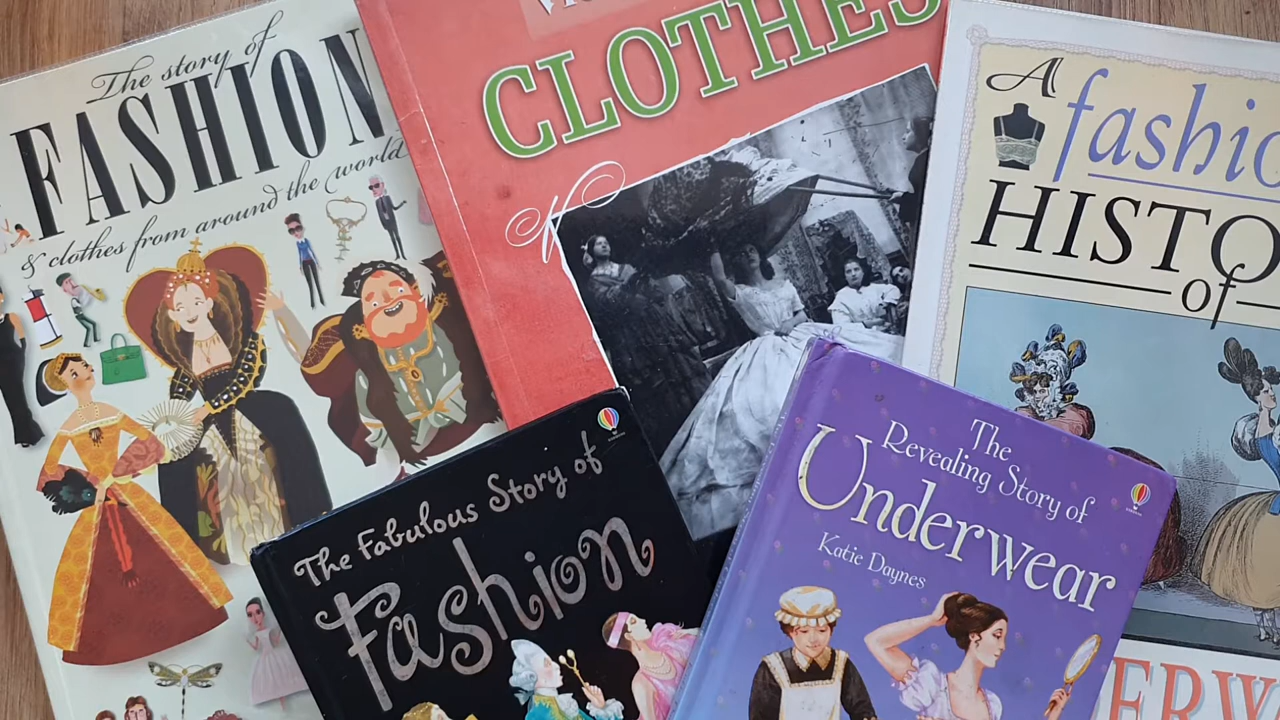 The story of
FASHION
& clothes from around the world
CLOTHES
A
fashio
HISTO
of
ERW
The Fabulous Story of
Fashion
The
Revealing Story of
Underwear
Katie Daynes